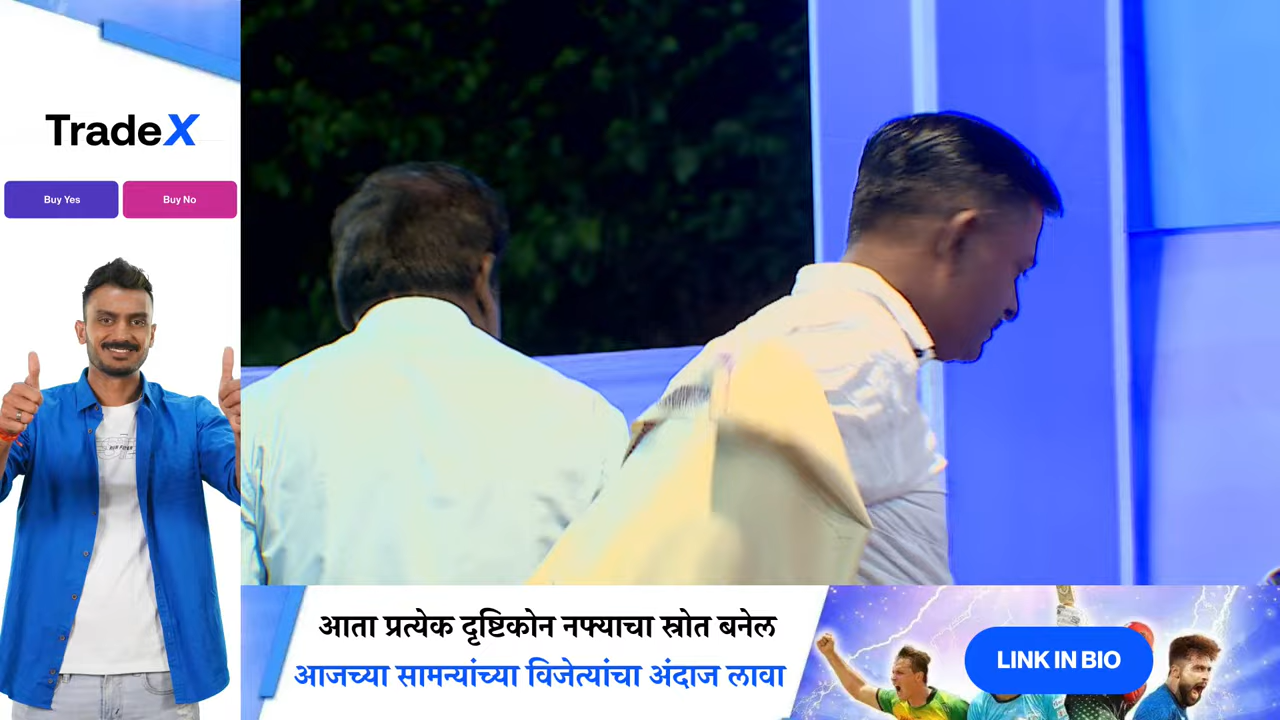 TradeX
Buy Yes
Buy No
आता प्रत्येक दृष्टिकोन नफ्याचा स्रोत बनेल
आजच्या सामन्यांच्या विजेत्यांचा अंदाज लावा
LINK IN BIO